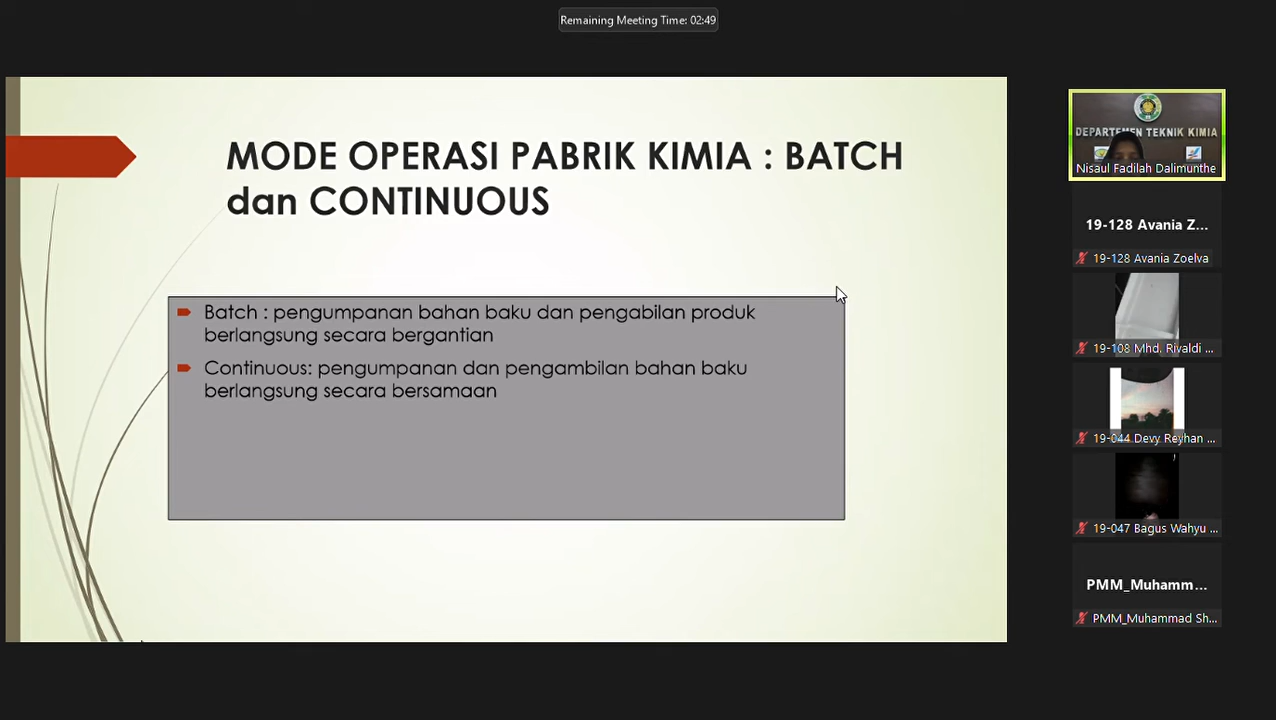 Remaining Meeting Time: 02:49
MODE OPERASI PABRIK KIMIA : BATCH
dan CONTINUOUS
Batch : pengumpanan bahan baku dan pengabilan produk
berlangsung secara bergantian
Continuous: pengumpanan dan pengambilan bahan baku
berlangsung secara bersamaan
DEPARTEMEN TEKNIK KIMIA
Nisaul Fadilah Dalimunthe
19-128 Avania Z...
19-128 Avania Zoelva
19-108 Mhd. Rivaldi ...
19-044 Devy Reyhan ...
19-047 Bagus Wahyu ...
PMM_Muhamm...
PMM_Muhammad Sh...